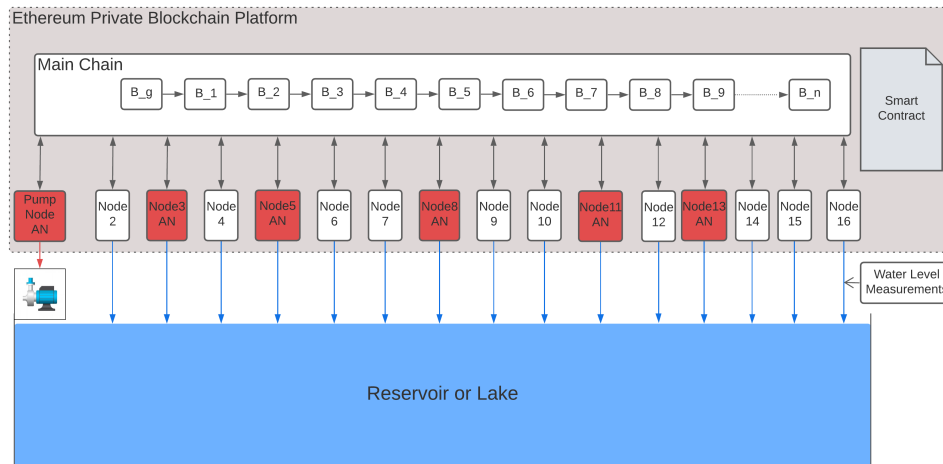 Ethereum Private Blockchain Platform
Main Chain
B_g
B_1
B_2
B_3
B_4
B_5
B_6
B_7
B_8
B_9
B_n
Smart
Contract
Pump
Node
AN
Node
2
Node3
AN
Node
4
Node5
AN
Node
6
Node
7
Node8
AN
Node
9
Node
10
Node11
AN
Node
12
Node13
AN
Node
14
Node
15
Node
16
Water Level
Measurements
Reservoir or Lake